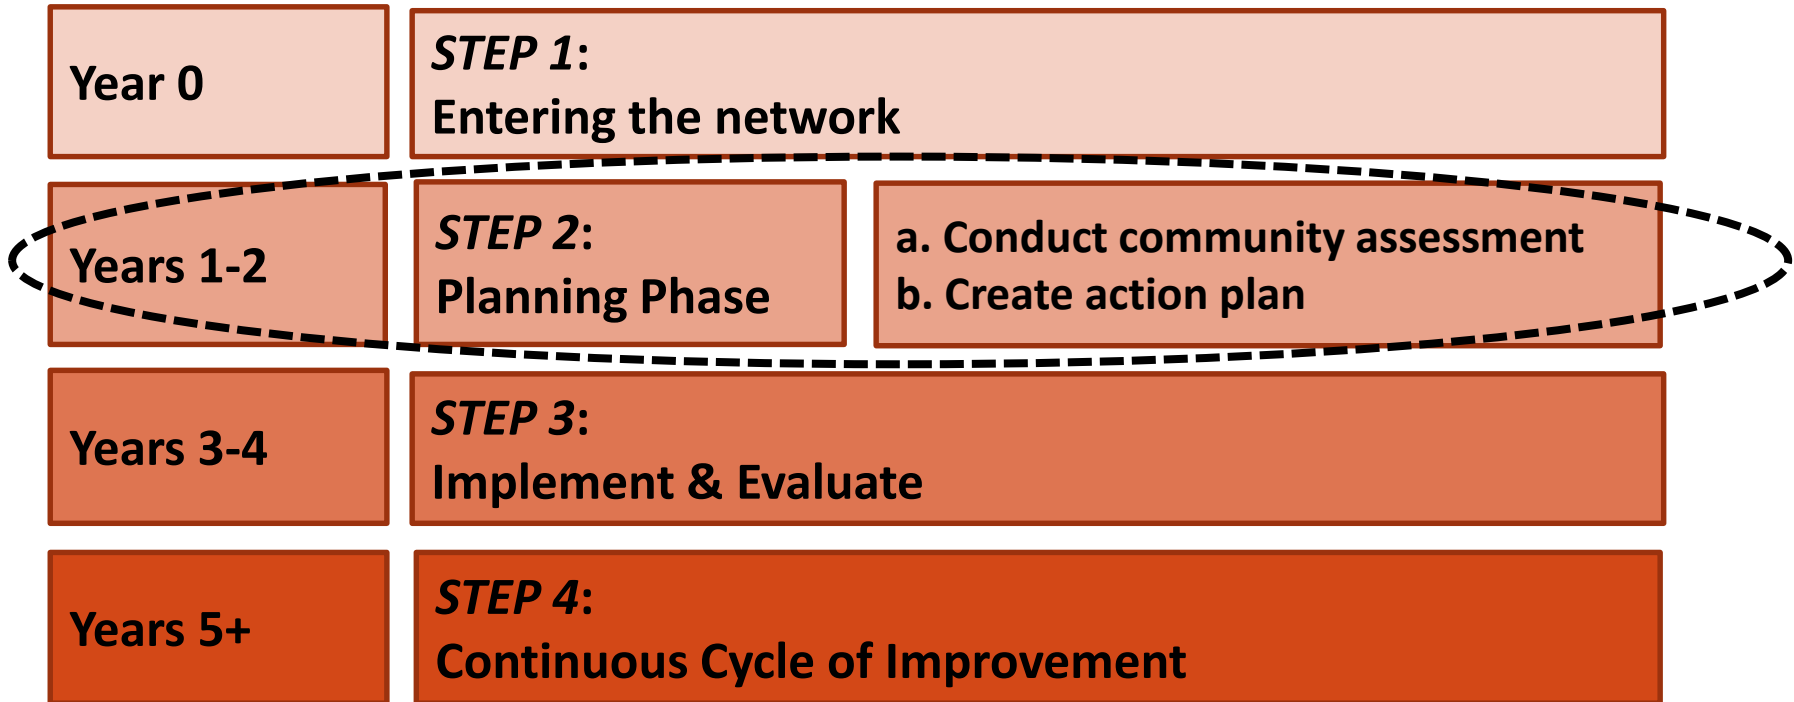 Year 0
STEP 1:
Entering the network
Years 1-2
STEP 2:
Planning Phase
a. Conduct community assessment
b. Create action plan
Years 3-4
STEP 3:
Implement & Evaluate
Years 5+
STEP 4:
Continuous Cycle of Improvement